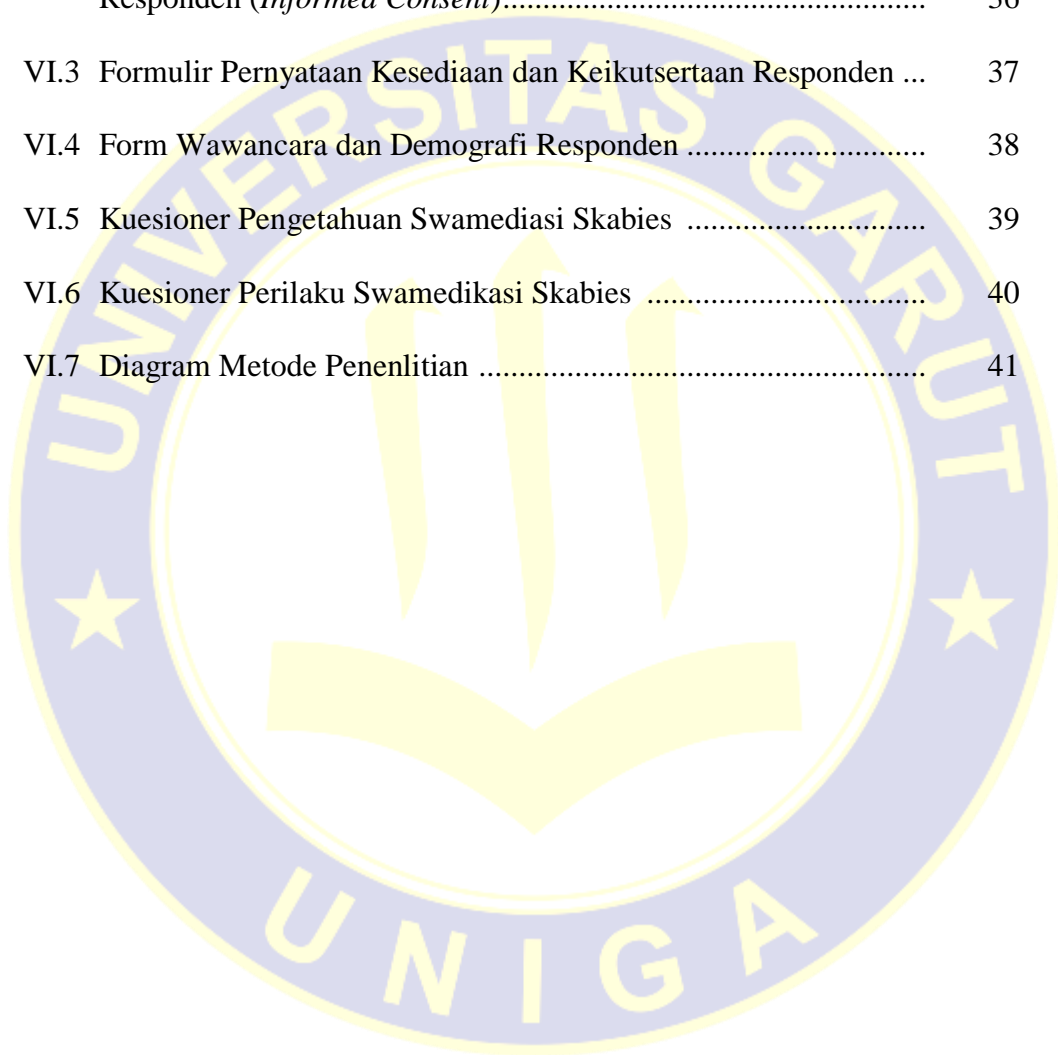 Responden (Informed Consent)...................................................... 36
VI.3 Formulir Pernyataan Kesediaan dan Keikutsertaan Responden ... 37
VI.4 Form Wawancara dan Demografi Responden ............................. 38
VI.5 Kuesioner Pengetahuan Swamediasi Skabies ............................. 39
VI.6 Kuesioner Perilaku Swamedikasi Skabies .................................. 40
VI.7 Diagram Metode Penenlitian ...................................................... 41
UNIVERSITAS GARUT
UNIGA